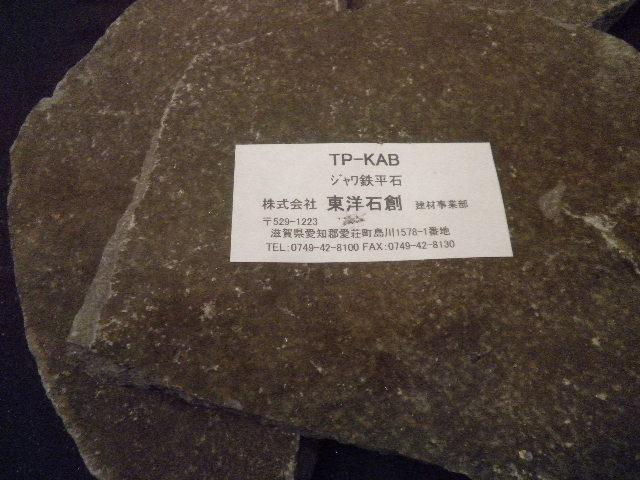 TP-KAB
ジャワ鉄平石
株式会社 東洋石創 建材事業部
〒529-1223
滋賀県愛知郡愛荘町島川1578-1番地
TEL:0749-42-8100 FAX:0749-42-8130